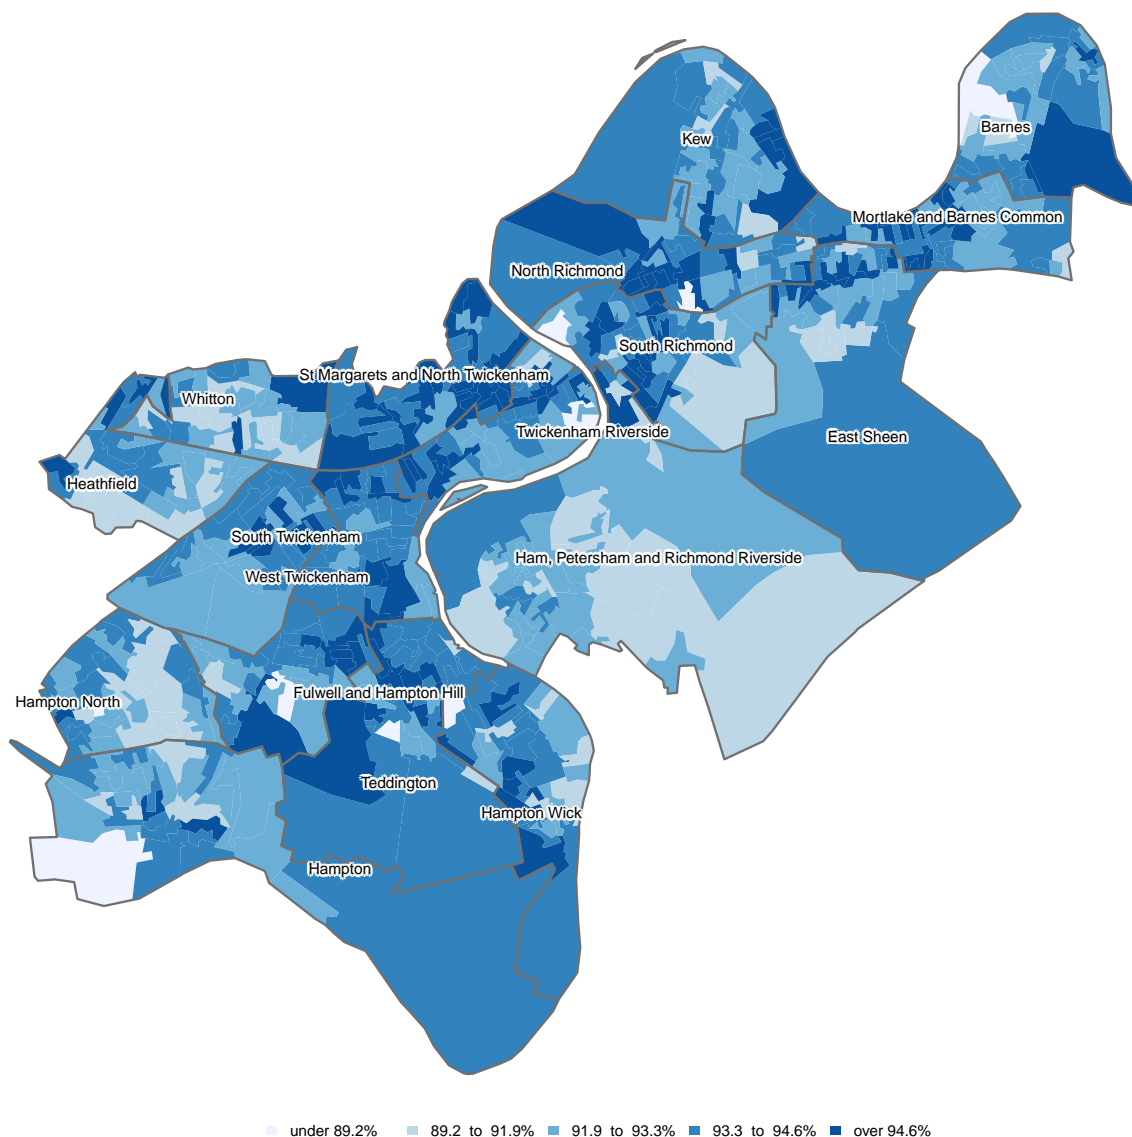 Kew
Barnes
Mortlake and Barnes Common
North Richmond
South Richmond
St Margarets and North Twickenham
Whitton
Twickenham Riverside
East Sheen
Heathfield
South Twickenham
Ham, Petersham and Richmond Riverside
West Twickenham
Fulwell and Hampton Hill
Hampton North
Teddington
Hampton Wick
Hampton
under 89.2% 89.2 to 91.9% 91.9 to 93.3% 93.3 to 94.6% over 94.6%